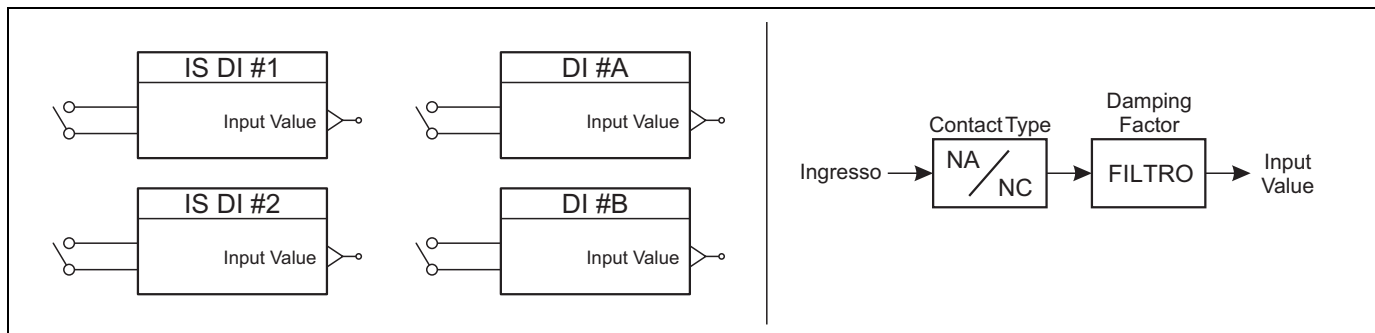 IS DI #1
Input Value
DI #A
Input Value
IS DI #2
Input Value
DI #B
Input Value
Ingresso
Contact Type
NA
NC
Damping
Factor
FILTRO
Input
Value